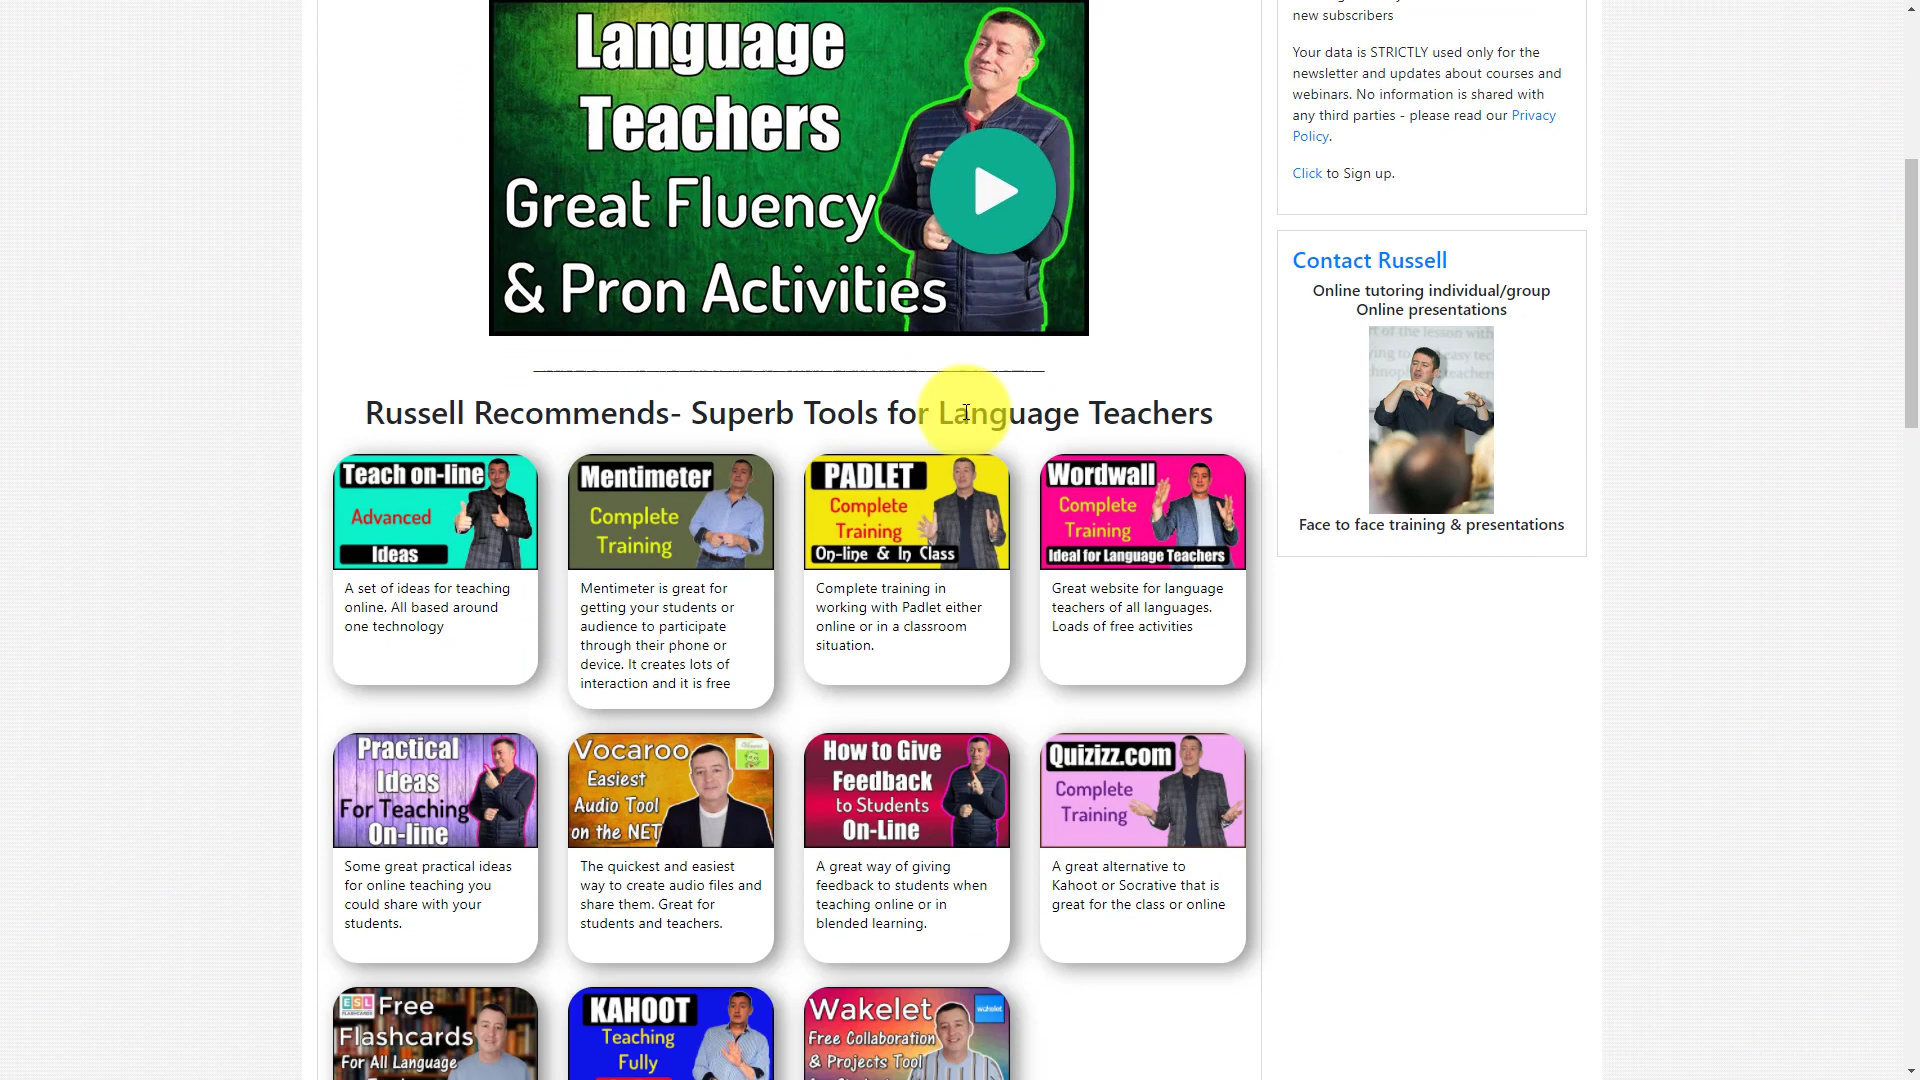 Language
Teachers
Great Fluency
& Pron Activities
Russell Recommends- Superb Tools for Language Teachers
Teach on-line
Advanced
Ideas
A set of ideas for teaching
online. All based around
one technology
Mentimeter
Complete
Training
Mentimeter is great for
getting your students or
audience to participate
through their phone or
device. It creates lots of
interaction and it is free
PADLET
Complete
Training
On-line & In Class
Complete training in
working with Padlet either
online or in a classroom
situation.
Wordwall
Complete
Training
Ideal for Language Teachers
Great website for language
teachers of all languages.
Loads of free activities
Practical
Ideas
For Teaching
On-line
Some great practical ideas
for online teaching you
could share with your
students.
Vocaroo
Easiest
Audio Tool
on the NET
The quickest and easiest
way to create audio files and
share them. Great for
students and teachers.
How to Give
Feedback
to Students
On-Line
A great way of giving
feedback to students when
teaching online or in
blended learning.
Quizizz.com
Complete
Training
A great alternative to
Kahoot or Socrative that is
great for the class or online
ESL
FLASHCARDS
Free
Flashcards
For All Language
KAHOOT
Teaching
Fully
Wakelet
wakelet
Free Collaboration
& Projects Tool
new subscribers
Your data is STRICTLY used only for the
newsletter and updates about courses and
webinars. No information is shared with
any third parties - please read our Privacy
Policy.
Click to Sign up.
Contact Russell
Online tutoring individual/group
Online presentations
rt of the lesson with
Face to face training & presentations